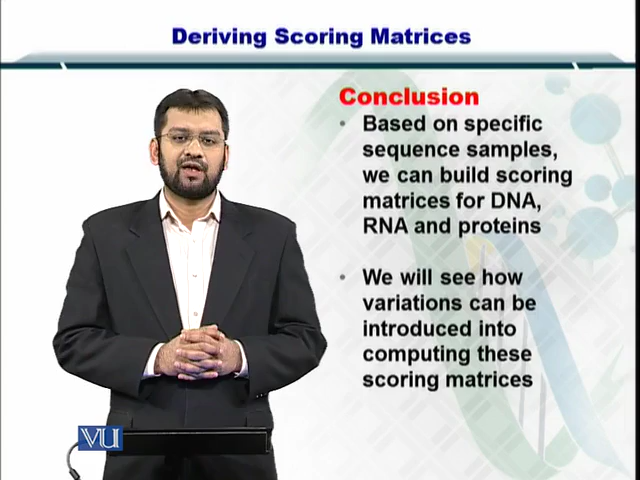 Deriving Scoring Matrices
Conclusion
• Based on specific
sequence samples,
we can build scoring
matrices for DNA,
RNA and proteins
• We will see how
variations can be
introduced into
computing these
scoring matrices
VU